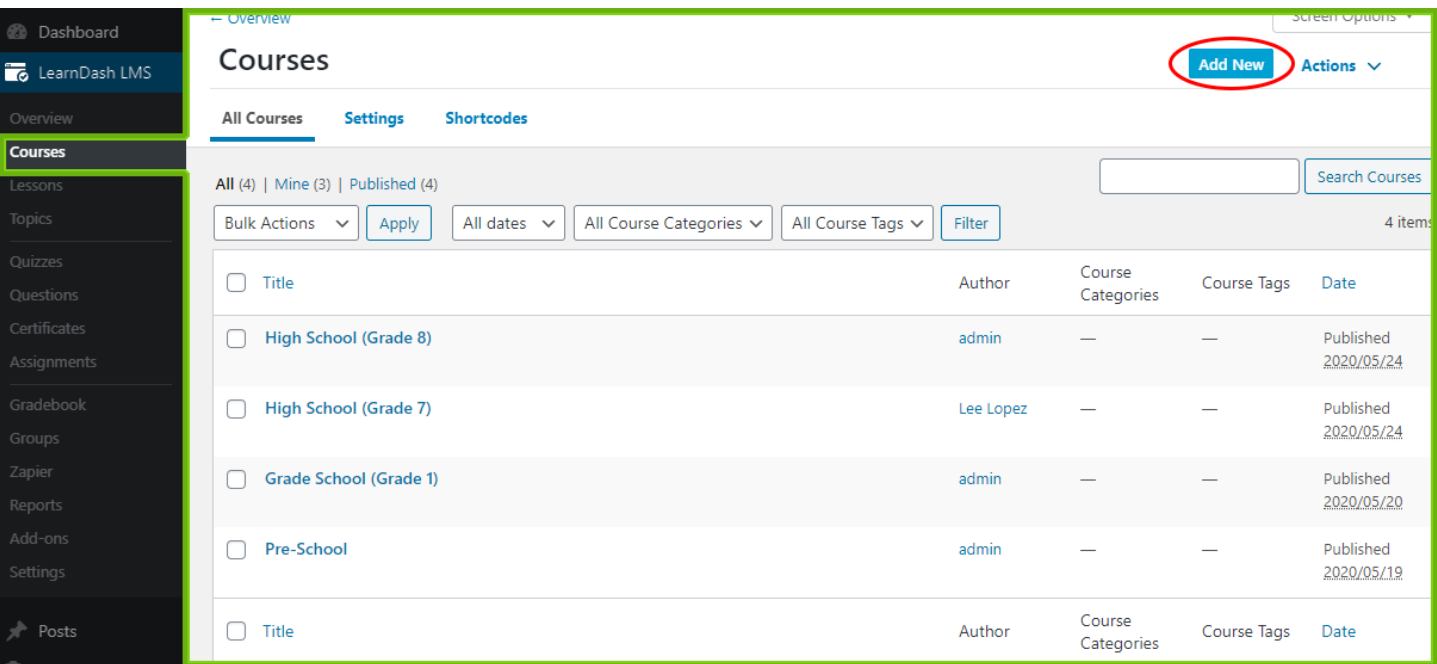 Dashboard
LearnDash LMS
Overview
Courses
Lessons
Topics
Quizzes
Questions
Certificates
Assignments
Gradebook
Groups
Zapier
Reports
Add-ons
Settings
Posts
← Overview
Screen Options
Courses
Add New
Actions
All Courses Settings Shortcodes
All (4) | Mine (3) | Published (4)
Search Courses
Bulk Actions Apply All dates All Course Categories All Course Tags Filter
4 items
Title Author Course Categories Course Tags Date
High School (Grade 8) admin — — Published
2020/05/24
High School (Grade 7) Lee Lopez — — Published
2020/05/24
Grade School (Grade 1) admin — — Published
2020/05/20
Pre-School admin — — Published
2020/05/19
Title Author Course Categories Course Tags Date